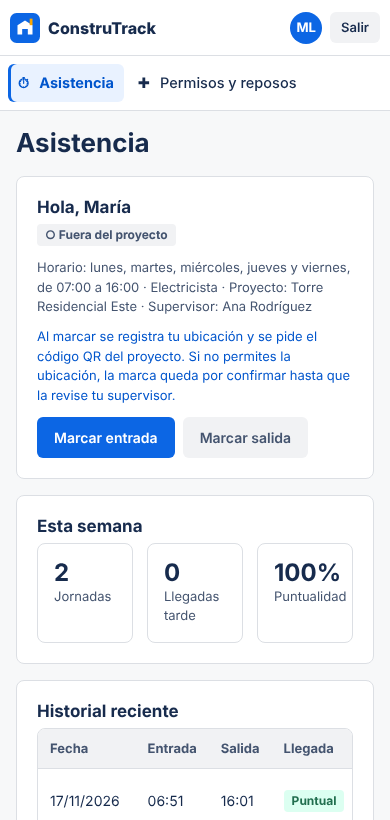 ConstruTrack
ML
Salir
Asistencia
Permisos y reposos
Asistencia
Hola, María
Fuera del proyecto
Horario: lunes, martes, miércoles, jueves y viernes,
de 07:00 a 16:00 · Electricista · Proyecto: Torre
Residencial Este · Supervisor: Ana Rodríguez
Al marcar se registra tu ubicación y se pide el
código QR del proyecto. Si no permites la
ubicación, la marca queda por confirmar hasta que
la revise tu supervisor.
Marcar entrada
Marcar salida
Esta semana
2
Jornadas
0
Llegadas
tarde
100%
Puntualidad
Historial reciente
Fecha Entrada Salida Llegada
17/11/2026 06:51 16:01 Puntual